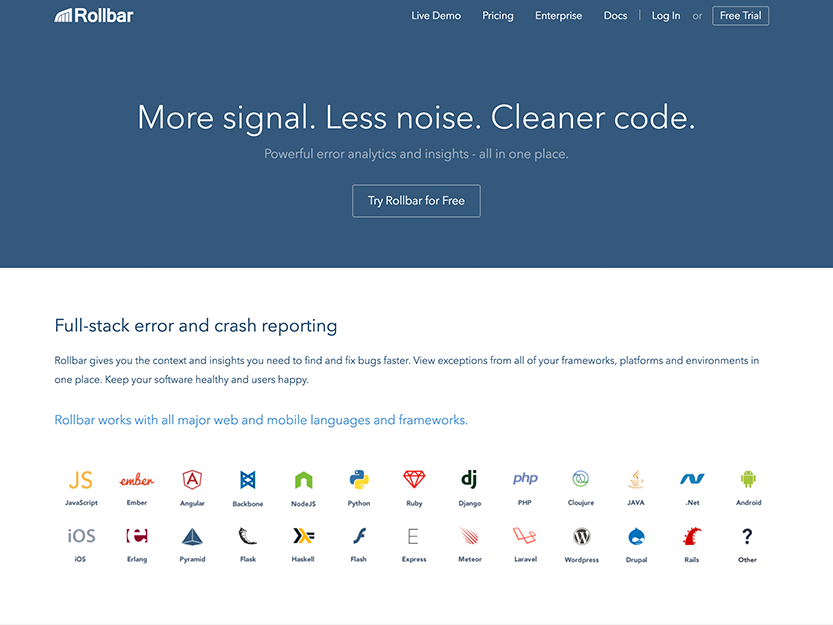 Rollbar
Live Demo Pricing Enterprise Docs | Log In or Free Trial
More signal. Less noise. Cleaner code.
Powerful error analytics and insights - all in one place.
Try Rollbar for Free
Full-stack error and crash reporting
Rollbar gives you the context and insights you need to find and fix bugs faster. View exceptions from all of your frameworks, platforms and environments in
one place. Keep your software healthy and users happy.
Rollbar works with all major web and mobile languages and frameworks.
JS ember A dj php
JavaScript Ember Angular Backbone NodeJS Python Ruby Django PHP Cloujure JAVA .Net Android
iOS e E W ?
iOS Erlang Pyramid Flask Haskell Flash Express Meteor Laravel Wordpress Drupal Rails Other